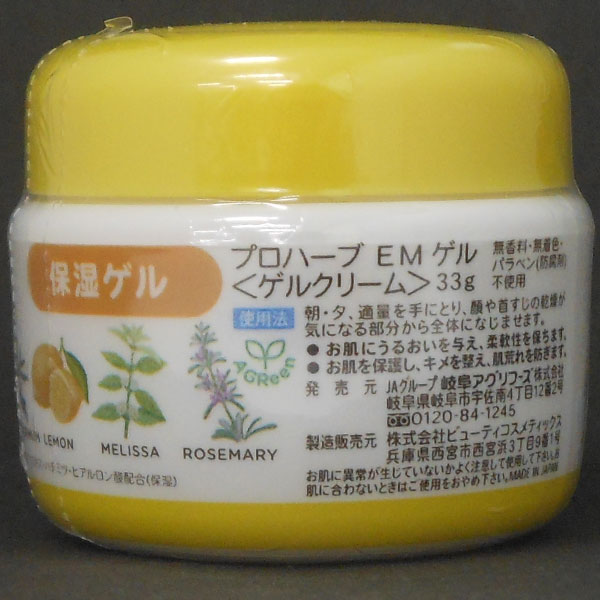 保湿ゲル
プロハーブ EM ゲル
<ゲルクリーム> 33g
無香料・無着色・
パラベン(防腐剤)
不使用
使用法
朝・夕、適量を手にとり、顔や首すじの乾燥が
気になる部分から全体になじませます。
● お肌にうるおいを与え、柔軟性を保ちます。
● お肌を保護し、キメを整え、肌荒れを防ぎます。
AGReen
LEMON
MELISSA
ROSEMARY
発売元 JAグループ 岐阜アグリフーズ株式会社
岐阜県岐阜市宇佐南4丁目12番2号
0120-84-1245
製造販売元 株式会社ビューティコスメティックス
兵庫県西宮市西宮浜3丁目9番1号
ハチミツ・ヒアルロン酸配合(保湿)
お肌に異常が生じていないかよく注意して使用して下さい。お
肌に合わないときはご使用をおやめ下さい。MADE IN JAPAN